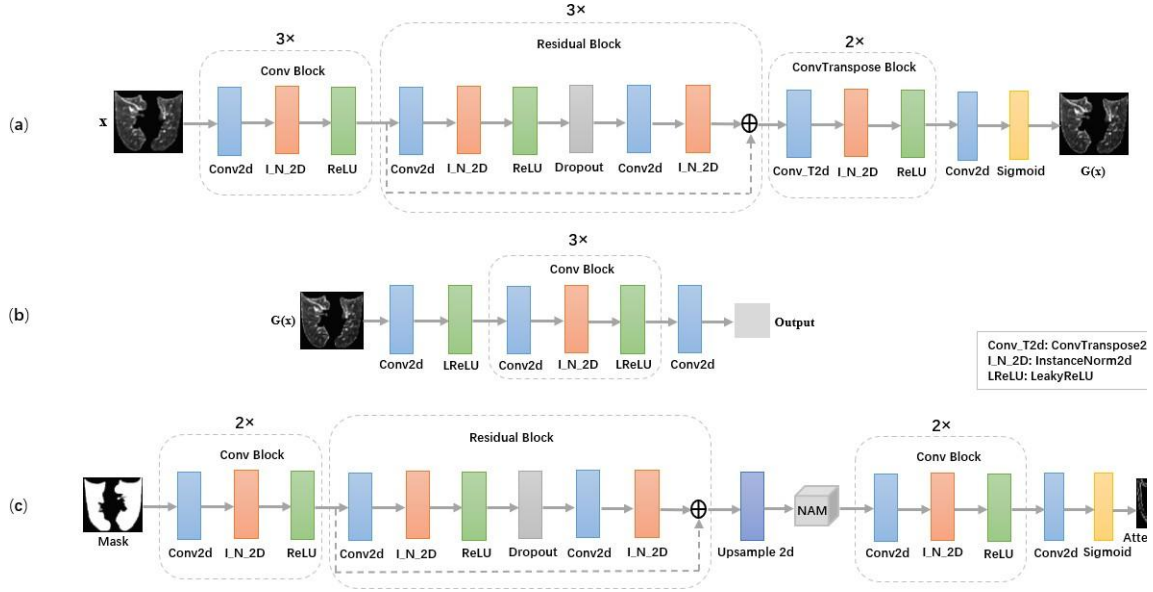 3×
3×
2×
Conv Block
Residual Block
ConvTranspose Block
(a)
x
Conv2d I_N_2D ReLU Conv2d I_N_2D ReLU Dropout Conv2d I_N_2D Conv_T2d I_N_2D ReLU Conv2d Sigmoid G(x)
3×
Conv Block
(b)
G(x)
Output
Conv2d LReLU Conv2d I_N_2D LReLU Conv2d
Conv_T2d: ConvTranspose2
I_N_2D: InstanceNorm2d
LReLU: LeakyReLU
2×
2×
Conv Block
Residual Block
Conv Block
(c)
NAM
Mask Conv2d I_N_2D ReLU Conv2d I_N_2D ReLU Dropout Conv2d I_N_2D Upsample 2d Conv2d I_N_2D ReLU Conv2d Sigmoid Atte